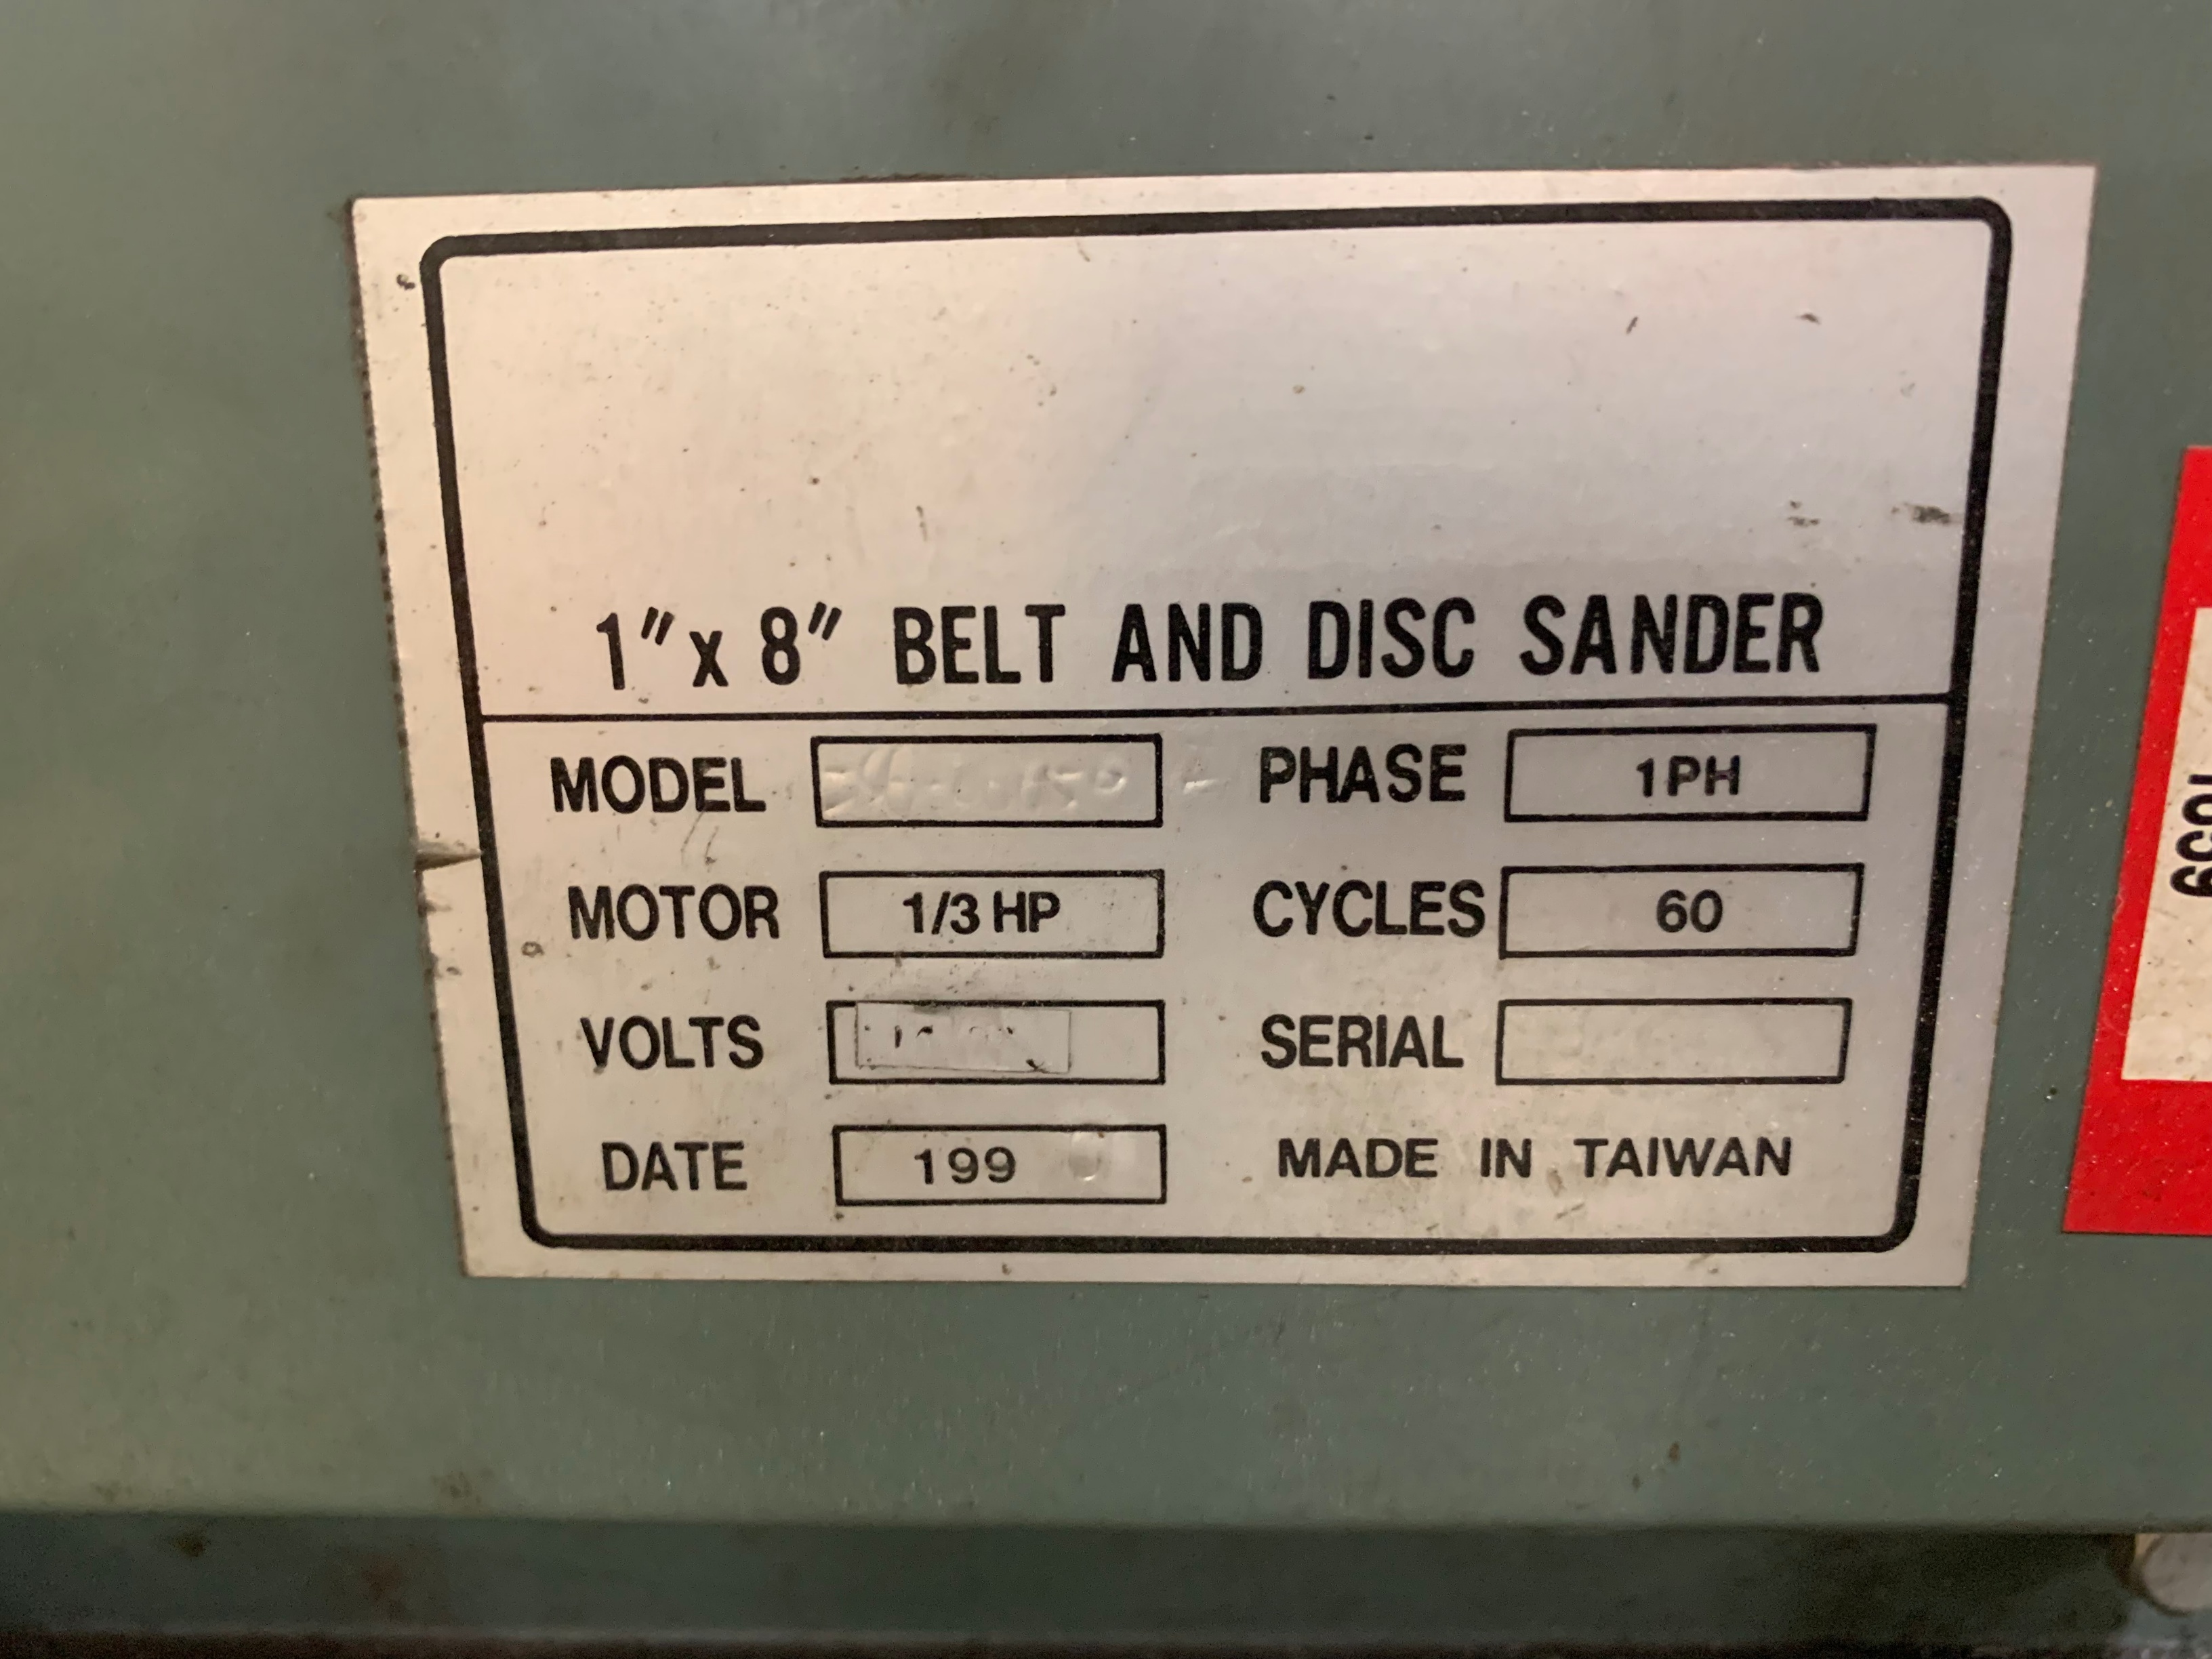 1" x 8" BELT AND DISC SANDER
MODEL PHASE 1PH
MOTOR 1/3 HP CYCLES 60
VOLTS SERIAL
DATE 199 MADE IN TAIWAN